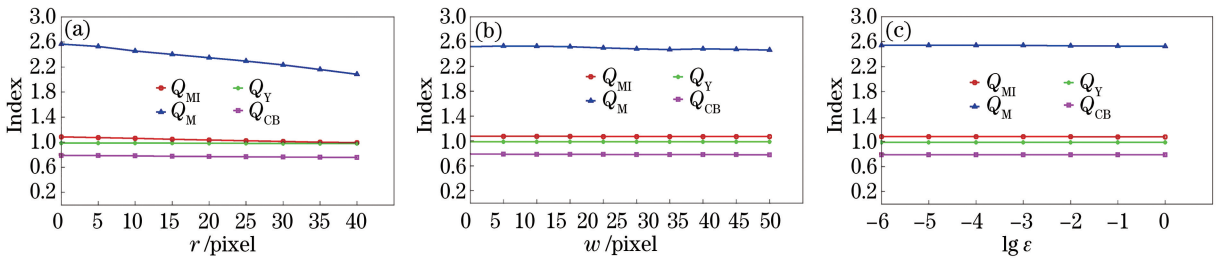 (a)
Index
3.0
2.6
2.2
1.8
1.4
1.0
0.6
0.2
Q_MI Q_Y
Q_M Q_CB
0 5 10 15 20 25 30 35 40
r /pixel
(b)
Index
3.0
2.6
2.2
1.8
1.4
1.0
0.6
0.2
Q_MI Q_Y
Q_M Q_CB
0 5 10 15 20 25 30 35 40 45 50
w /pixel
(c)
Index
3.0
2.6
2.2
1.8
1.4
1.0
0.6
0.2
Q_MI Q_Y
Q_M Q_CB
−6 −5 −4 −3 −2 −1 0
lg ε